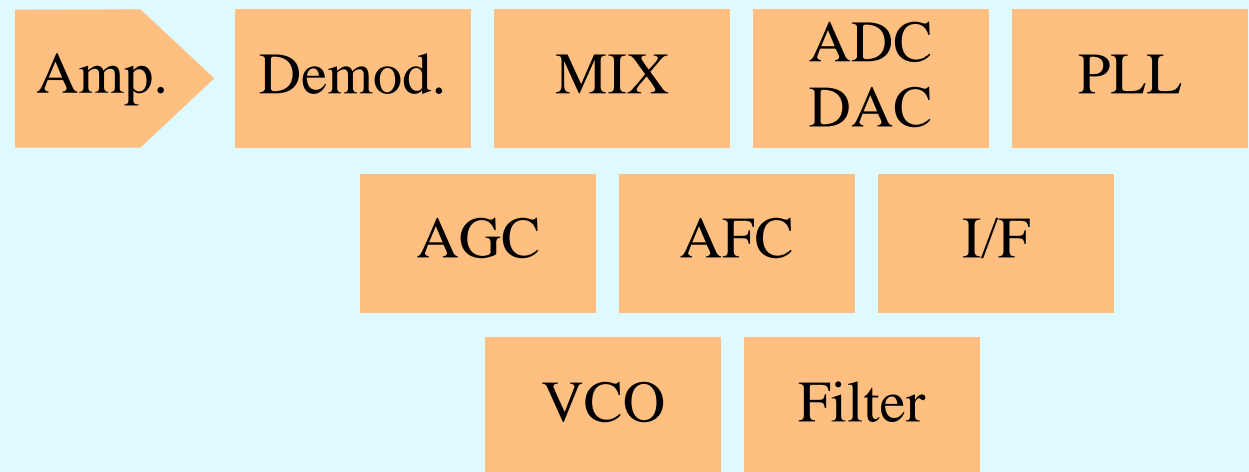 Amp.
Demod.
MIX
ADC
DAC
PLL
AGC
AFC
I/F
VCO
Filter